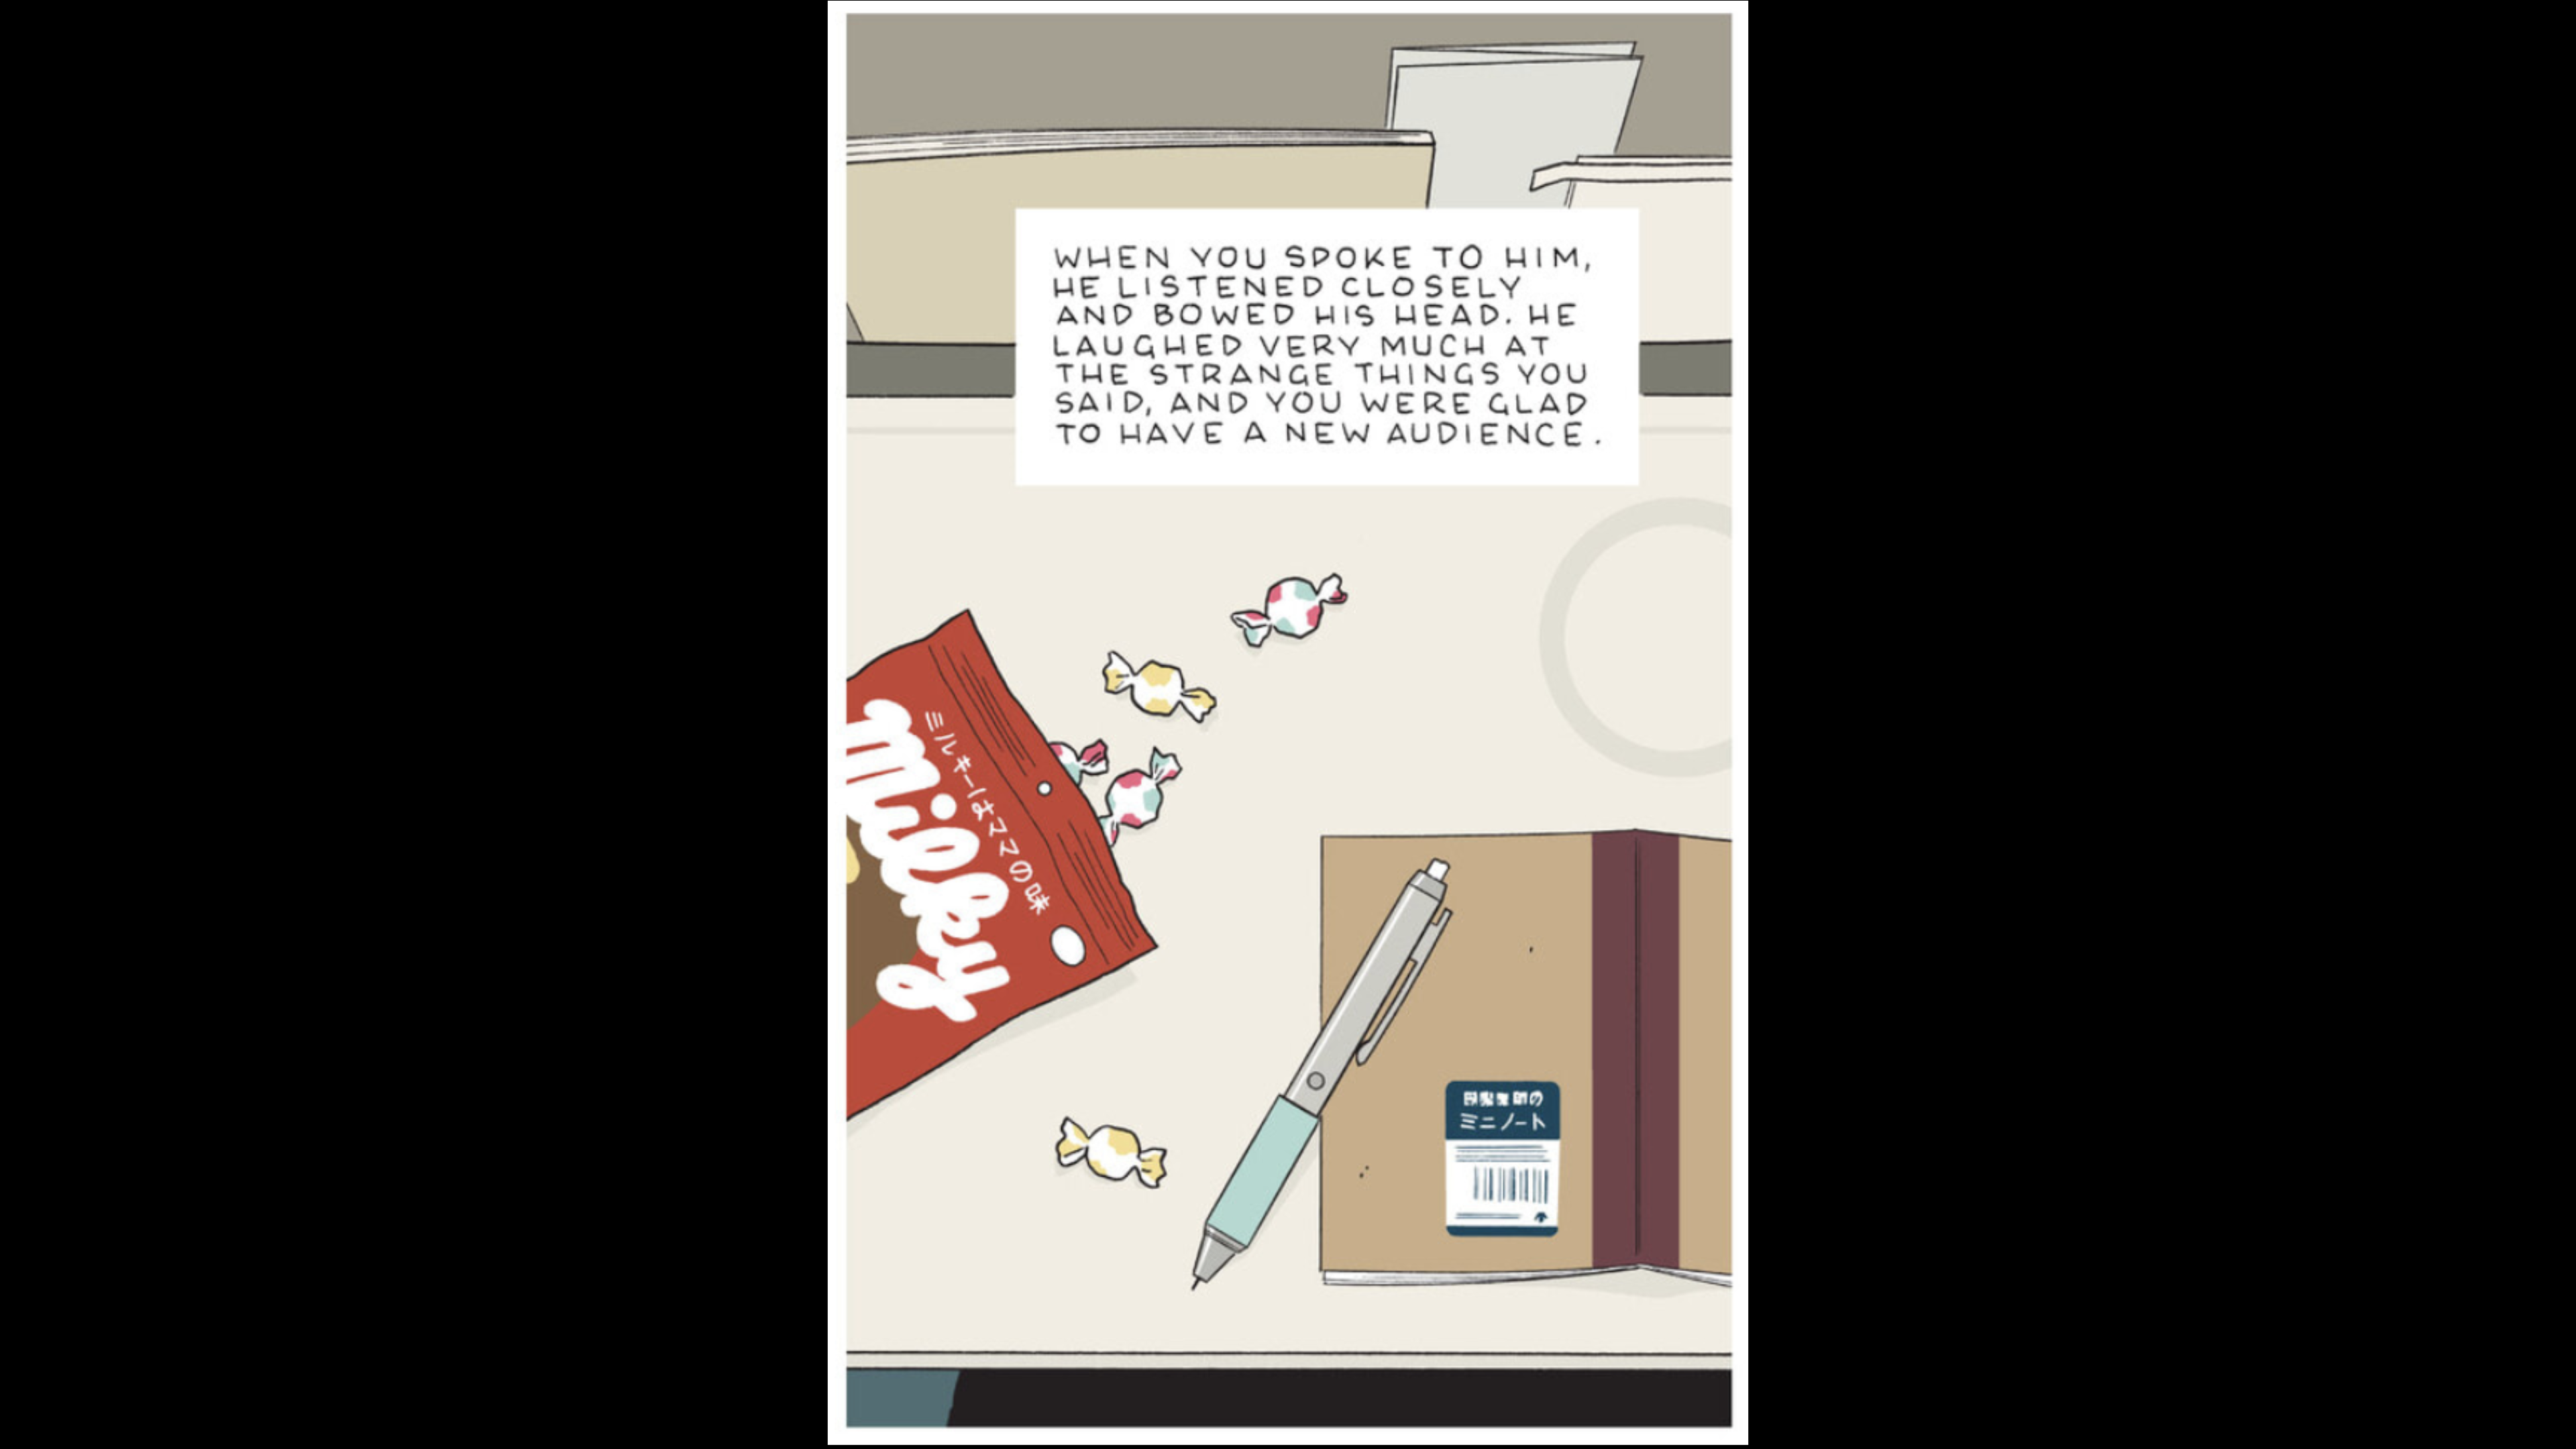 WHEN YOU SPOKE TO HIM,
HE LISTENED CLOSELY
AND BOWED HIS HEAD. HE
LAUGHED VERY MUCH AT
THE STRANGE THINGS YOU
SAID, AND YOU WERE GLAD
TO HAVE A NEW AUDIENCE.
ミルキーはママの味
Milky
の
ミニノート